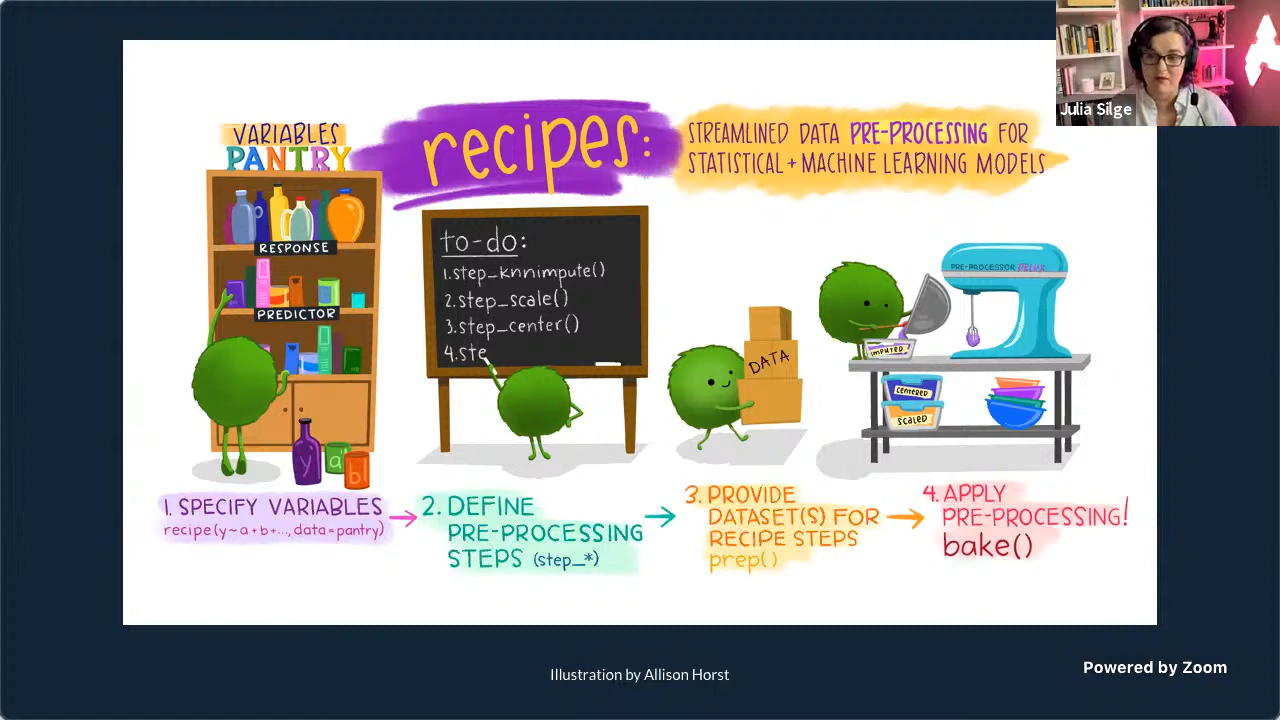 Julia Silge
recipes:
STREAMLINED DATA PRE-PROCESSING FOR
STATISTICAL + MACHINE LEARNING MODELS
VARIABLES
PANTRY
RESPONSE
PREDICTOR
y
a
b
to-do:
1.step_knnimpute()
2.step_scale()
3.step_center()
4.ste
DATA
PRE-PROCESSOR DELUX
IMPUTED
CENTERED
SCALED
1. SPECIFY VARIABLES
recipe(y~a+b+..., data=pantry)
2. DEFINE
PRE-PROCESSING
STEPS (step_*)
3. PROVIDE
DATASET(S) FOR
RECIPE STEPS
prep()
4. APPLY
PRE-PROCESSING!
bake()
Illustration by Allison Horst
Powered by Zoom